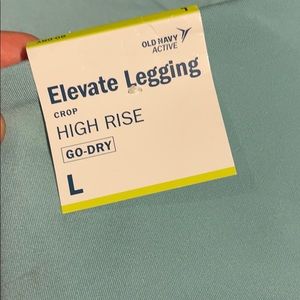 OLD NAVY
ACTIVE
Elevate Legging
CROP
HIGH RISE
GO-DRY
L